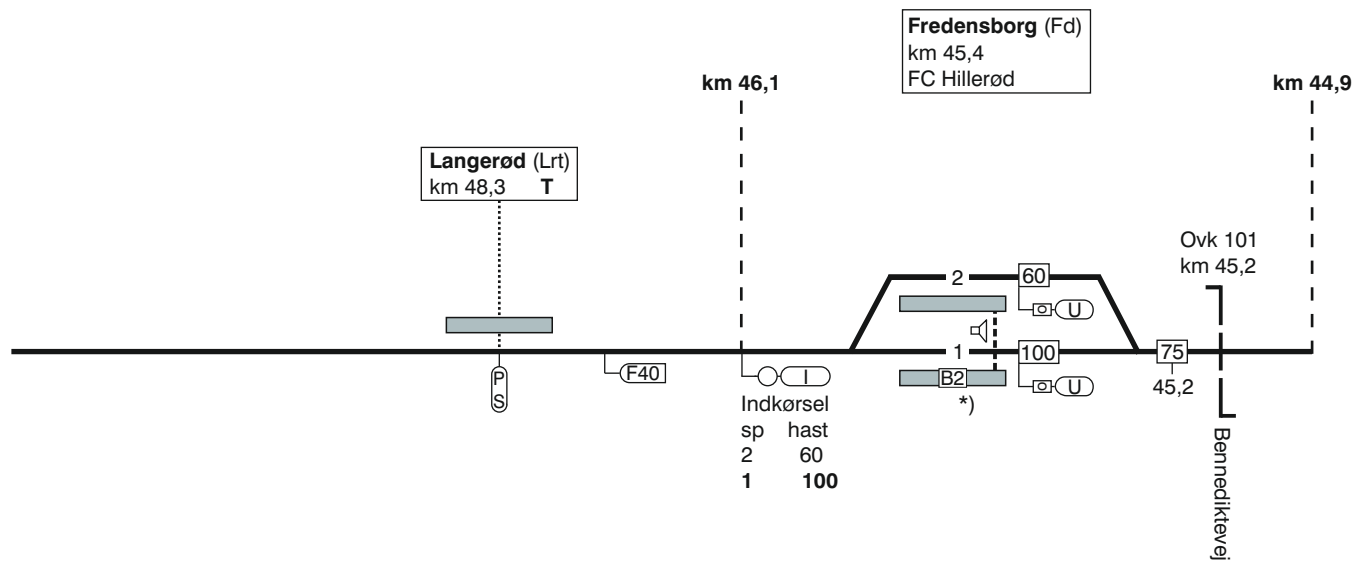 Fredensborg (Fd)
km 45,4
FC Hillerød
km 46,1
km 44,9
Langerød (Lrt)
km 48,3 T
Ovk 101
km 45,2
2
60
U
1
100
75
P
S
F40
I
B2
U
45,2
*)
Indkørsel
sp hast
2 60
1 100
Bennediktevej